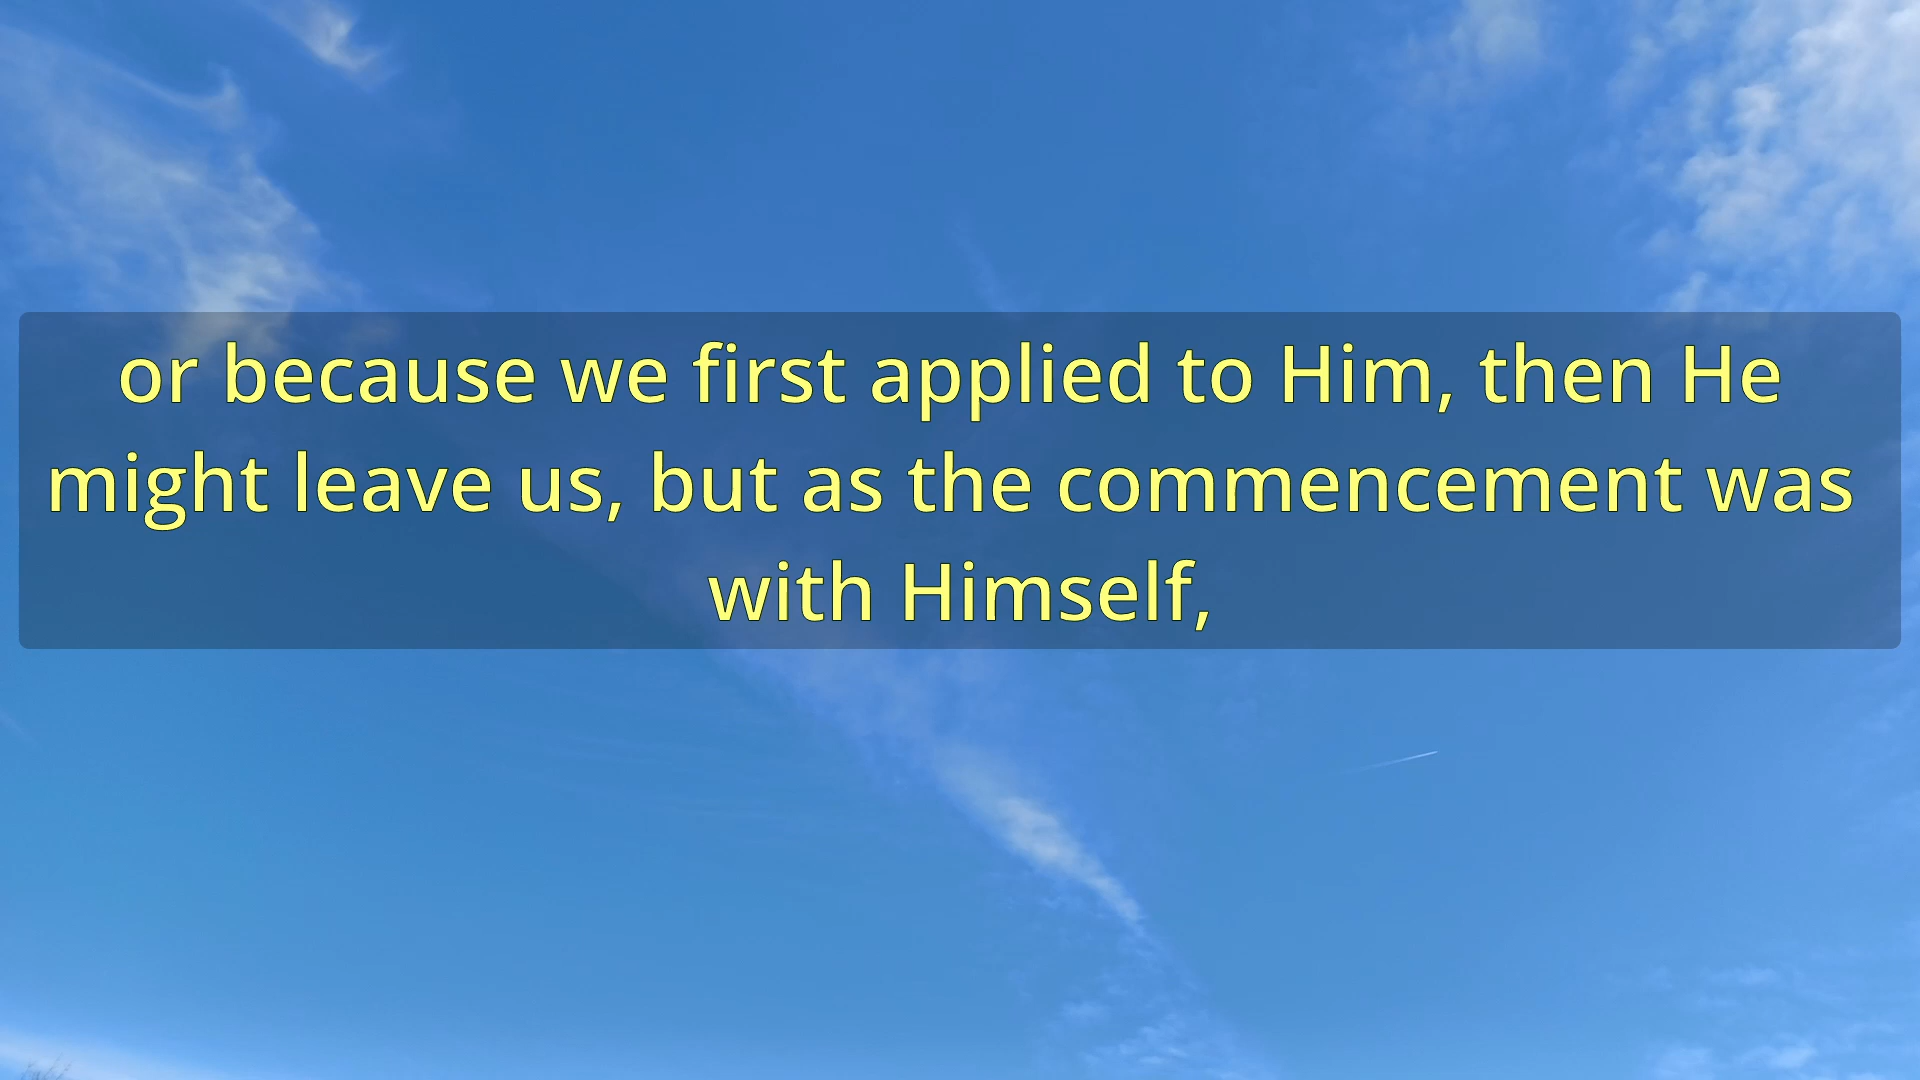 or because we first applied to Him, then He
might leave us, but as the commencement was
with Himself,